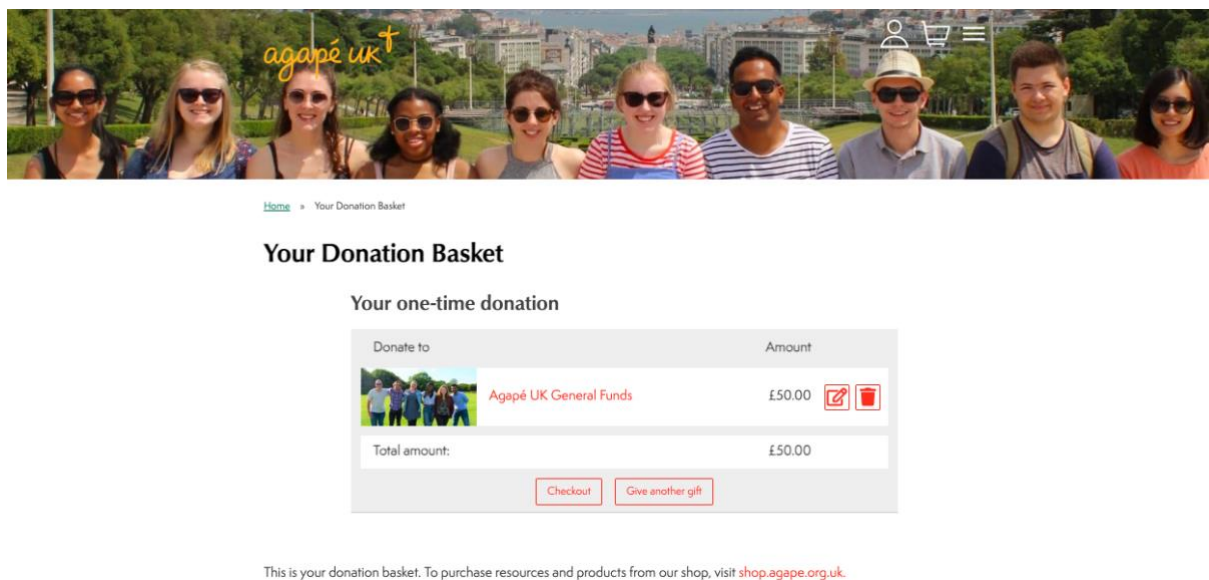 agapé uk
Home » Your Donation Basket
Your Donation Basket
Your one-time donation
Donate to Amount
Agapé UK General Funds £50.00
Total amount: £50.00
Checkout Give another gift
This is your donation basket. To purchase resources and products from our shop, visit shop.agape.org.uk.